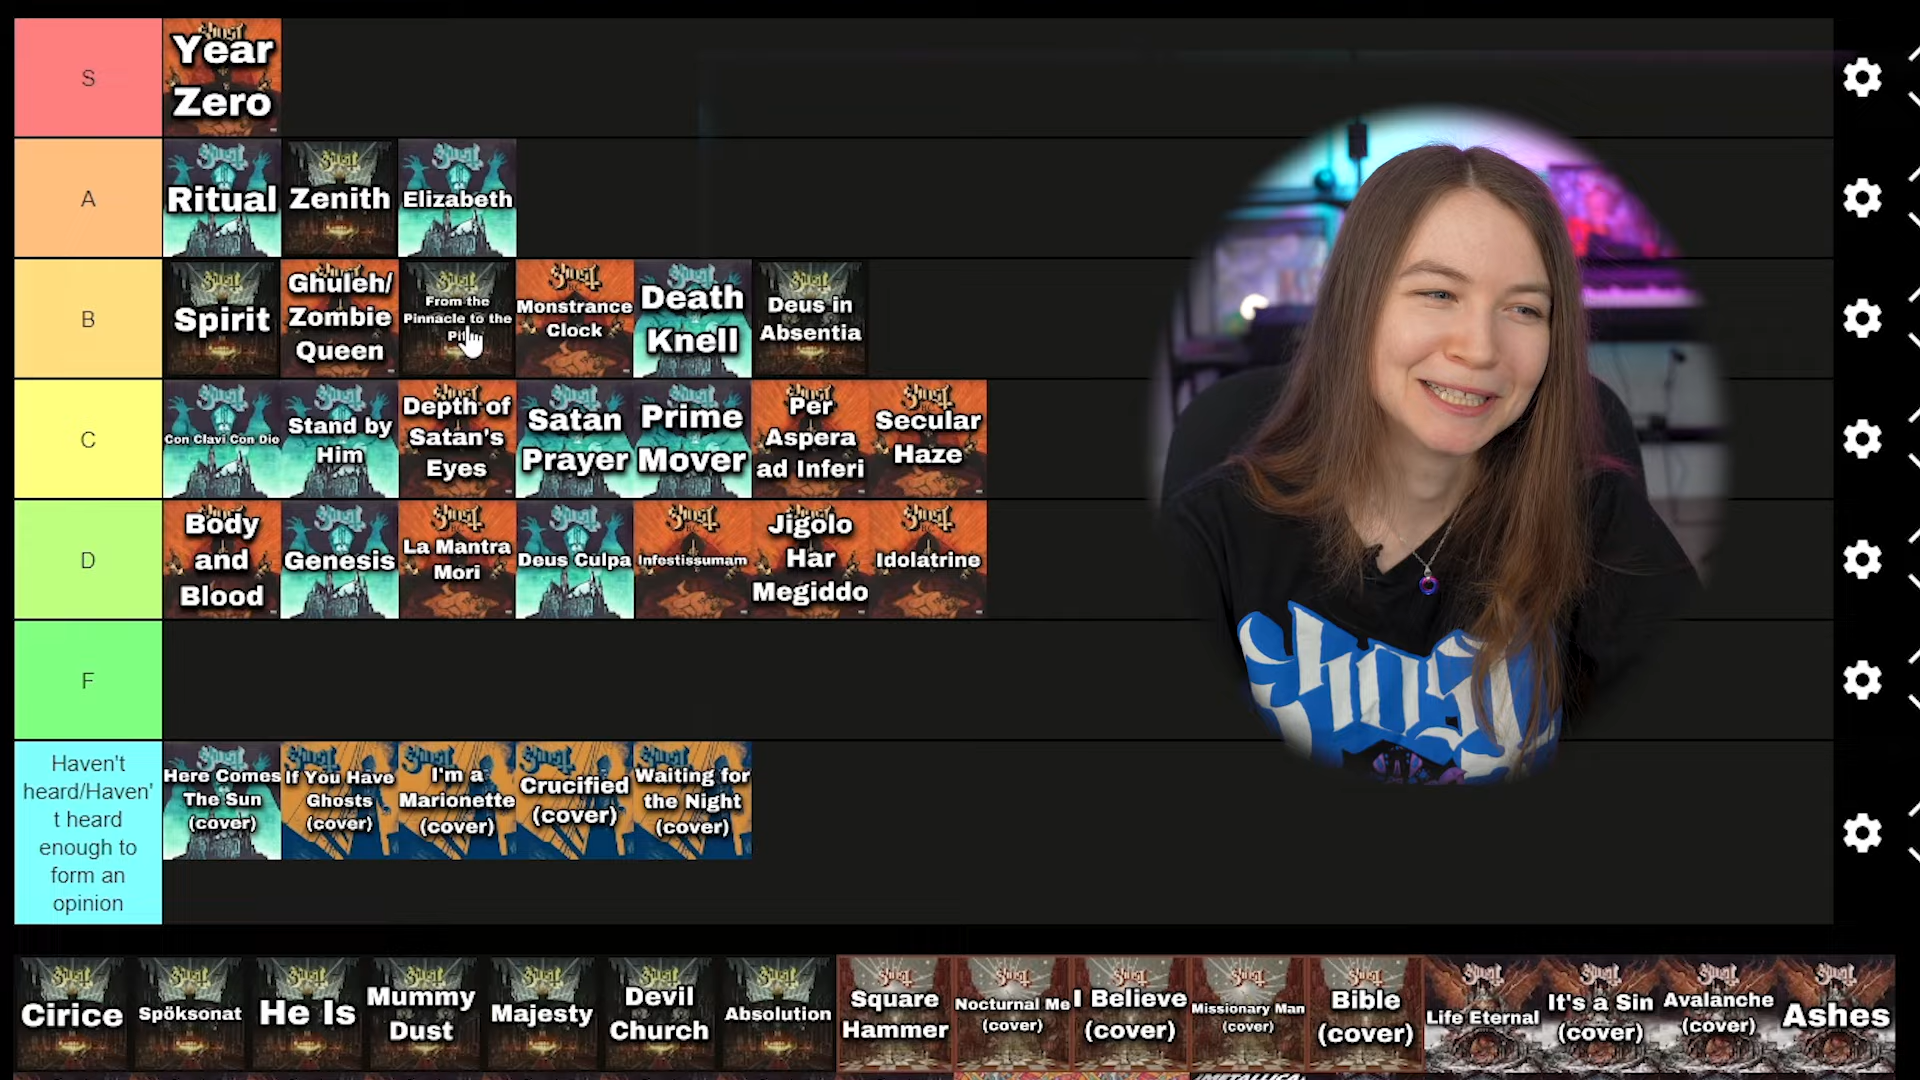 S
Year
Zero
A
Ritual
Zenith
Elizabeth
B
Spirit
Ghuleh/
Zombie
Queen
From the
Pinnacle to the
Monstrance
Clock
Death
Knell
Deus in
Absentia
C
Con Clavi Con Dio
Stand by
Him
Depth of
Satan's
Eyes
Satan
Prayer
Prime
Mover
Per
Aspera
ad Inferi
Secular
Haze
D
Body
and
Blood
Genesis
La Mantra
Mori
Deus Culpa
Infestissumam
Jigolo
Har
Megiddo
Idolatrine
F
Ghost
Haven't
heard/Haven'
t heard
enough to
form an
opinion
Here Comes
The Sun
(cover)
If You Have
Ghosts
(cover)
I'm a
Marionette
(cover)
Crucified
(cover)
Waiting for
the Night
(cover)
Cirice
Spöksonat
He Is
Mummy
Dust
Majesty
Devil
Church
Absolution
Square
Hammer
Nocturnal Me
(cover)
I Believe
(cover)
Missionary Man
(cover)
Bible
(cover)
Life Eternal
It's a Sin
(cover)
Avalanche
(cover)
Ashes